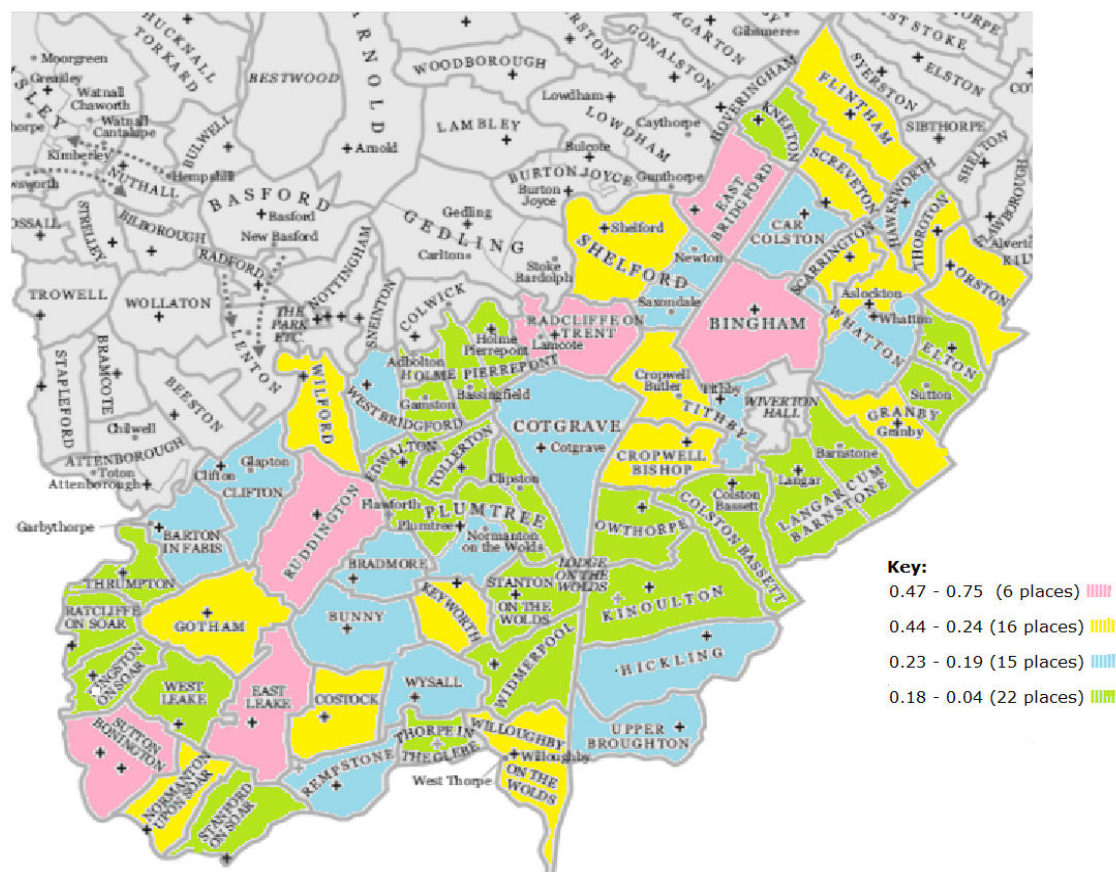 HUCKNALL
TORKARD
Moorgreen
Greasley
Watnall
Chaworth
Watnall
Cantalupe
Kimberley
NUTHALL
Hempshill
BULWELL
BESTWOOD
ARNOLD
Arnold
WOODBOROUGH
LAMBLEY
Lowdham
LOWDHAM
Caythorpe
Bulcote
BURTON JOYCE
Burton
Joyce
Gunthorpe
GONALSTON
Gibsmere
HOVERINGHAM
KNEETON
FLINTHAM
SYERSTON
ELSTON
SIBTHORPE
SHELTON
SCREVETON
HAWKSWORTH
THOROTON
ORSTON
EAST
BRIDGFORD
CAR
COLSTON
SCARRINGTON
Aslockton
Whatton
WHATTON
ELTON
Sutton
GRANBY
Granby
BASFORD
Basford
New Basford
STRELLEY
BILBOROUGH
RADFORD
TROWELL
WOLLATON
THE
PARK
ETC.
NOTTINGHAM
SNEINTON
LENTON
GEDLING
Gedling
Carlton
COLWICK
Stoke
Bardolph
Shelford
SHELFORD
Newton
Saxondale
BINGHAM
RADCLIFFE ON
TRENT
Lamcote
Holme
Pierrepont
Adbolton
HOLME PIERREPONT
Gamston
Bassingfield
WEST BRIDGFORD
STAPLEFORD
BRAMCOTE
BEESTON
Chilwell
ATTENBOROUGH
Toton
Attenborough
WILFORD
Clifton
Glapton
CLIFTON
EDWALTON
TOLLERTON
Clipston
COTGRAVE
Cotgrave
Cropwell
Butler
TITHBY
Tithby
WIVERTON
HALL
CROPWELL
BISHOP
Langar
Barnstone
LANGAR CUM
BARNSTONE
Colston
Bassett
COLSTON BASSETT
OWTHORPE
Garbythorpe
BARTON
IN FABIS
RUDDINGTON
Flawforth
PLUMTREE
Plumtree
Normanton
on the Wolds
BRADMORE
LODGE
ON THE
WOLDS
KINOULTON
THRUMPTON
RATCLIFFE
ON SOAR
GOTHAM
BUNNY
KEYWORTH
STANTON
ON THE
WOLDS
WIDMERPOOL
HICKLING
WEST
LEAKE
EAST
LEAKE
COSTOCK
WYSALL
SUTTON
BONINGTON
NORMANTON
UPON SOAR
STANFORD
ON SOAR
REMPSTONE
THORPE IN
THE GLEBE
West Thorpe
WILLOUGHBY
Willoughby
ON THE
WOLDS
UPPER
BROUGHTON
Key:
0.47 - 0.75 (6 places)
0.44 - 0.24 (16 places)
0.23 - 0.19 (15 places)
0.18 - 0.04 (22 places)